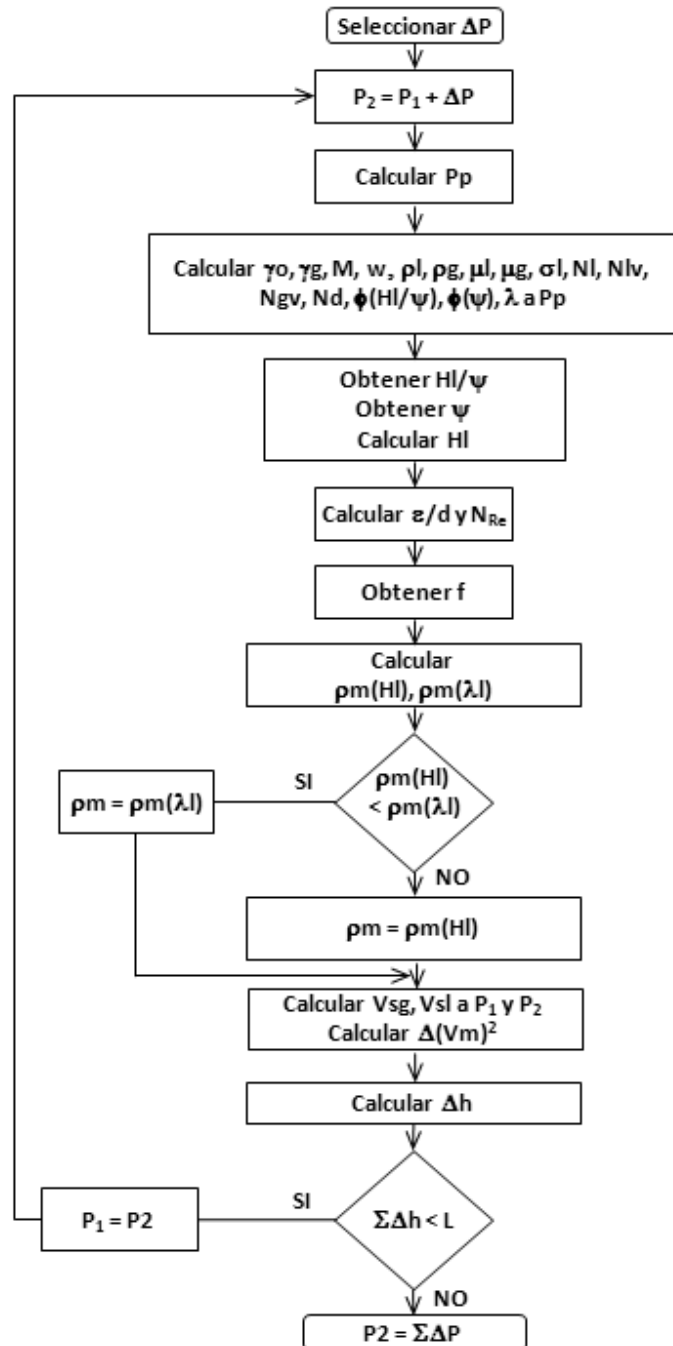 Seleccionar ΔP
P₂ = P₁ + ΔP
Calcular Pp
Calcular γo, γg, M, w, ρl, ρg, μl, μg, σl, Nl, Nlv,
Ngv, Nd, ϕ(Hl/ψ), ϕ(ψ), λ a Pp
Obtener Hl/ψ
Obtener ψ
Calcular Hl
Calcular ε/d y N_Re
Obtener f
Calcular
ρm(Hl), ρm(λl)
ρm(Hl)
< ρm(λl)
SI
ρm = ρm(λl)
NO
ρm = ρm(Hl)
Calcular Vsg, Vsl a P₁ y P₂
Calcular Δ(Vm)²
Calcular Δh
ΣΔh < L
SI
P₁ = P2
NO
P2 = ΣΔP